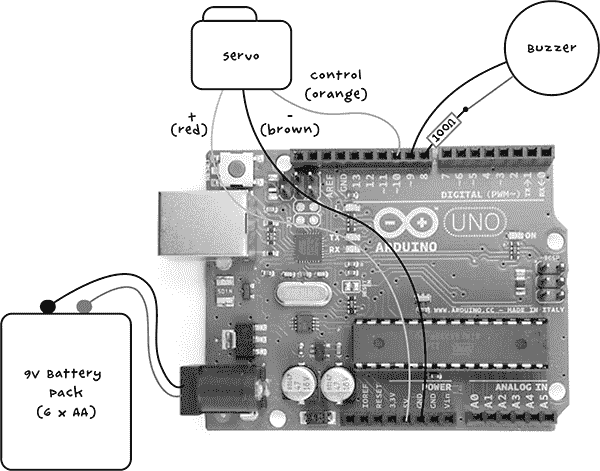 servo
Buzzer
control
(orange)
+
(red)
-
(brown)
100Ω
AREF
GND
13
12
~11
~10
~9
8
7
~6
~5
4
~3
2
TX→1
RX←0
DIGITAL (PWM~)
UNO
TX
RX
ARDUINO
ON
ICSP
WWW.ARDUINO.CC - MADE IN ITALY
9V Battery
pack
(6 x AA)
IOREF
RESET
3.3V
5V
GND
GND
Vin
POWER
ANALOG IN
A0
A1
A2
A3
A4
A5